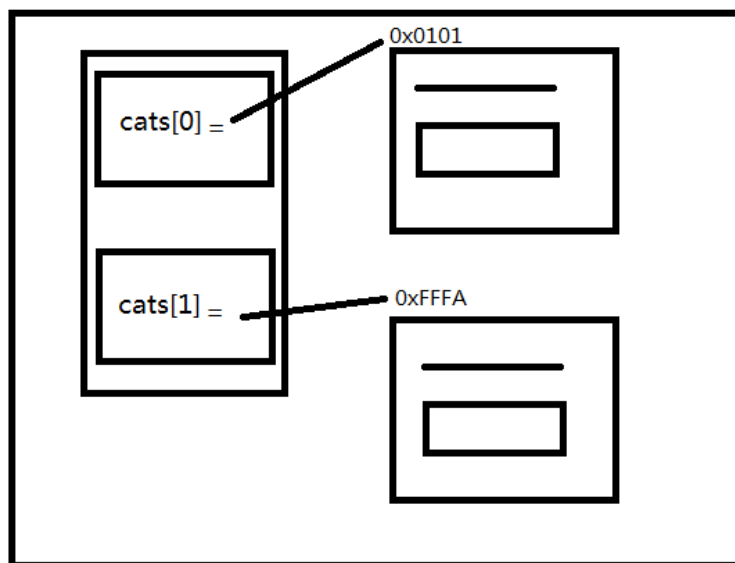 0x0101
cats[0] =
cats[1] =
0xFFFA